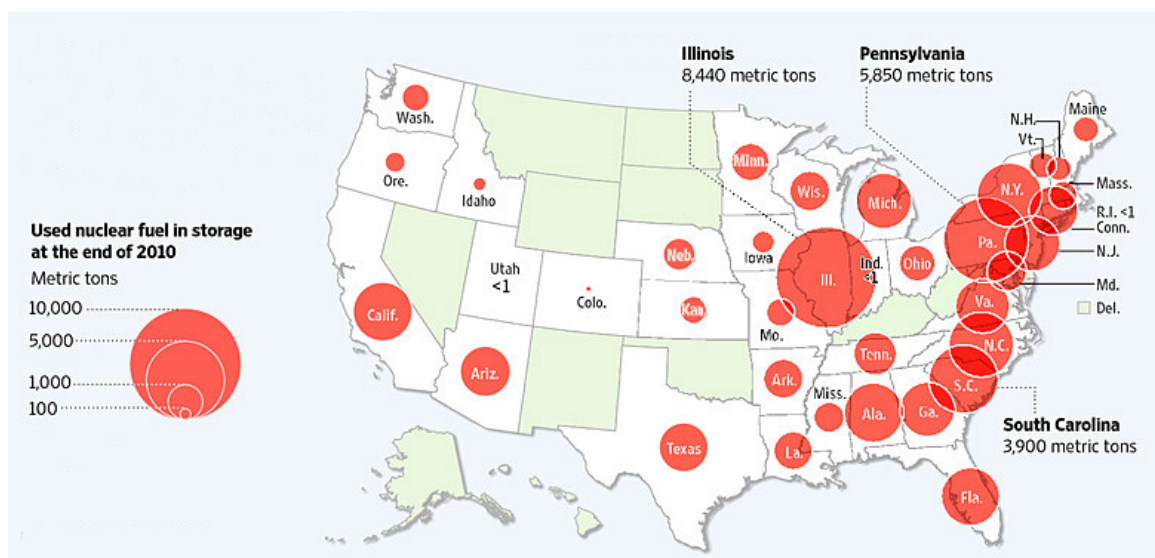 Illinois
8,440 metric tons
Pennsylvania
5,850 metric tons
Maine
N.H.
Vt.
Wash.
Minn.
Ore.
Idaho
Wis.
Mich.
N.Y.
Mass.
R.I. <1
Conn.
Used nuclear fuel in storage
at the end of 2010
Metric tons
10,000
5,000
1,000
100
Neb.
Iowa
Ill.
Ind.
<1
Ohio
Pa.
N.J.
Utah
<1
Colo.
Calif.
Kan.
Mo.
Va.
Md.
Del.
Ariz.
Ark.
Tenn.
N.C.
S.C.
Miss.
Ala.
Ga.
South Carolina
3,900 metric tons
Texas
La.
Fla.